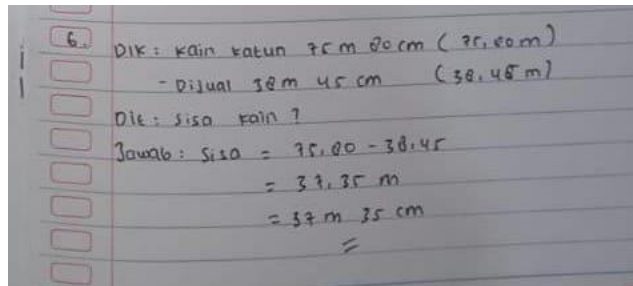 6. Dik : kain katun 75 m 80 cm ( 75,80 m )
- Dijual 38 m 45 cm ( 38,45 m )
Dit : sisa kain ?
Jawab : sisa = 75,80 - 38,45
= 37,35 m
= 37 m 35 cm
=